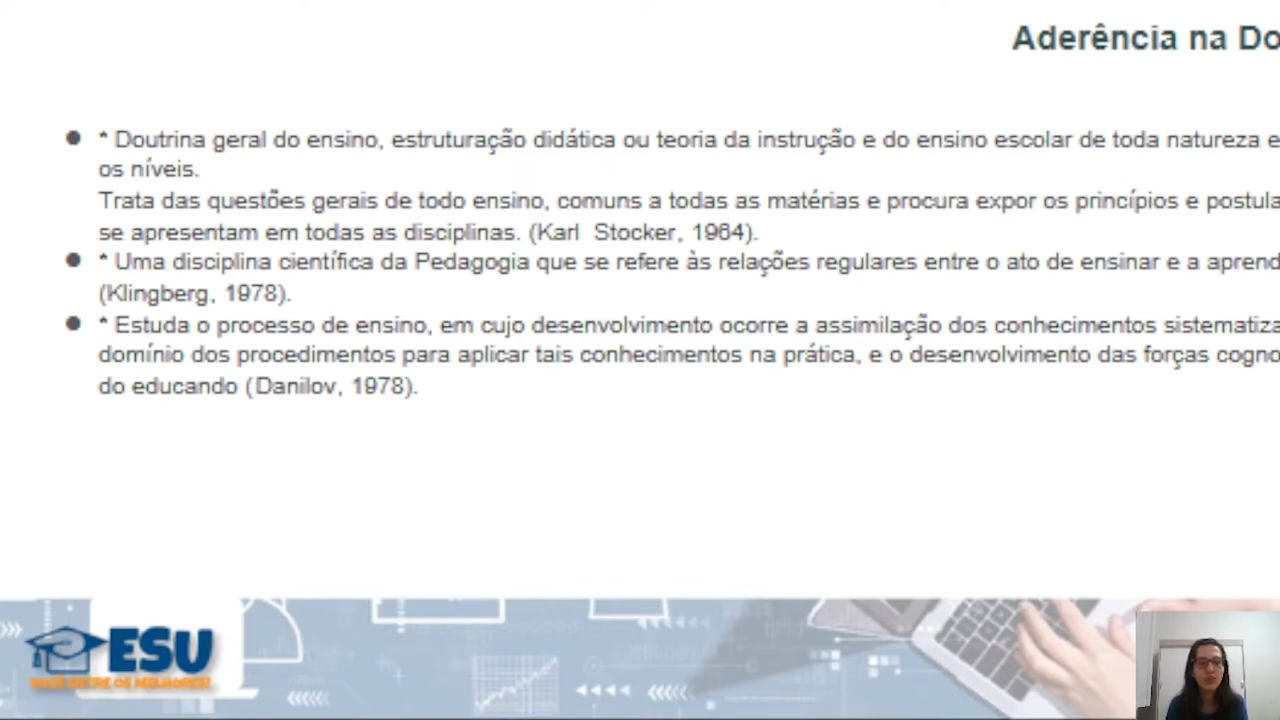 Aderência na Do
* Doutrina geral do ensino, estruturação didática ou teoria da instrução e do ensino escolar de toda natureza e
os níveis.
Trata das questões gerais de todo ensino, comuns a todas as matérias e procura expor os princípios e postula
se apresentam em todas as disciplinas. (Karl Stocker, 1964).
* Uma disciplina científica da Pedagogia que se refere às relações regulares entre o ato de ensinar e a aprend
(Klingberg, 1978).
* Estuda o processo de ensino, em cujo desenvolvimento ocorre a assimilação dos conhecimentos sistematiza
domínio dos procedimentos para aplicar tais conhecimentos na prática, e o desenvolvimento das forças cogno
do educando (Danilov, 1978).
ESU
VOCÊ ENTRE OS MELHORES!